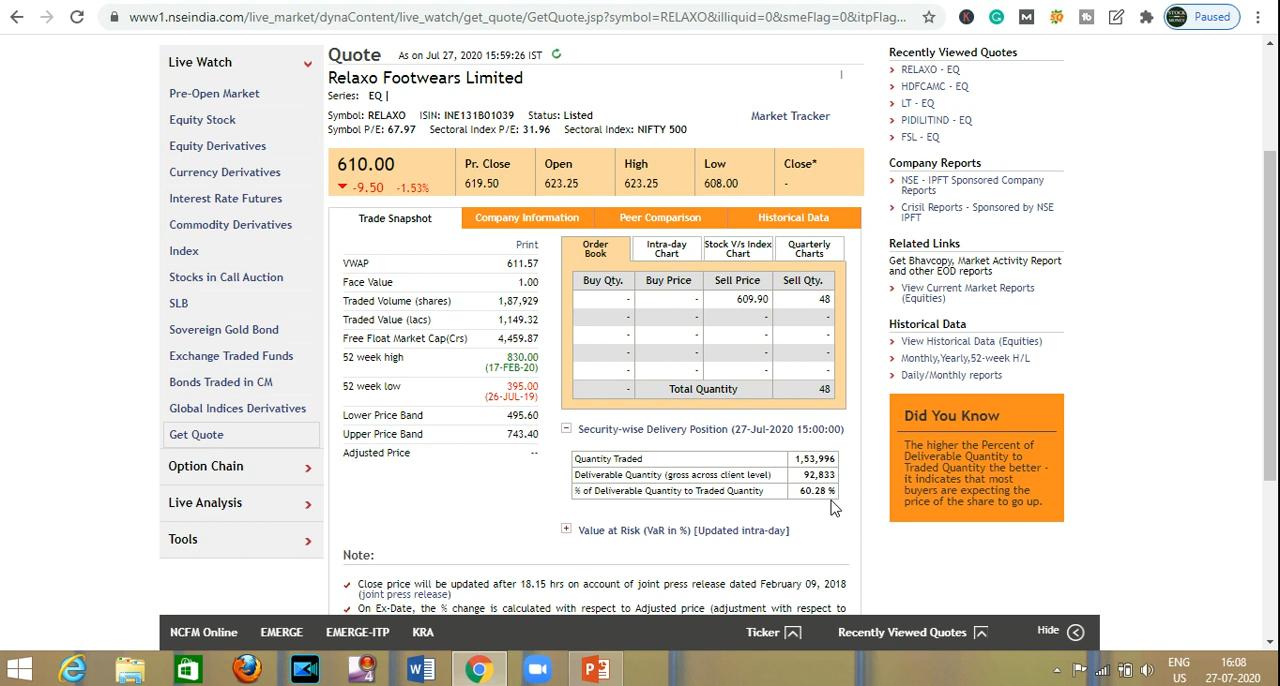 www1.nseindia.com/live_market/dynaContent/live_watch/get_quote/GetQuote.jsp?symbol=RELAXO&illiquid=0&smeFlag=0&itpFlag...
Paused
Live Watch
Pre-Open Market
Equity Stock
Equity Derivatives
Currency Derivatives
Interest Rate Futures
Commodity Derivatives
Index
Stocks in Call Auction
SLB
Sovereign Gold Bond
Exchange Traded Funds
Bonds Traded in CM
Global Indices Derivatives
Get Quote
Option Chain
Live Analysis
Tools
Quote As on Jul 27, 2020 15:59:26 IST
Relaxo Footwears Limited
Series: EQ |
Symbol: RELAXO ISIN: INE131B01039 Status: Listed
Symbol P/E: 67.97 Sectoral Index P/E: 31.96 Sectoral Index: NIFTY 500
Market Tracker
610.00 Pr. Close Open High Low Close*
-9.50 -1.53% 619.50 623.25 623.25 608.00 -
Trade Snapshot Company Information Peer Comparison Historical Data
Print
VWAP 611.57
Face Value 1.00
Traded Volume (shares) 1,87,929
Traded Value (lacs) 1,149.32
Free Float Market Cap(Crs) 4,459.87
52 week high 830.00
(17-FEB-20)
52 week low 395.00
(26-JUL-19)
Lower Price Band 495.60
Upper Price Band 743.40
Adjusted Price --
Order Book
Intra-day Chart
Stock V/s Index Chart
Quarterly Charts
Buy Qty. Buy Price Sell Price Sell Qty.
- - 609.90 48
- - - -
- - - -
- - - -
- - - -
- Total Quantity 48
Security-wise Delivery Position (27-Jul-2020 15:00:00)
Quantity Traded 1,53,996
Deliverable Quantity (gross across client level) 92,833
% of Deliverable Quantity to Traded Quantity 60.28 %
Value at Risk (VaR in %) [Updated intra-day]
Note:
Close price will be updated after 18.15 hrs on account of joint press release dated February 09, 2018
(joint press release)
On Ex-Date, the % change is calculated with respect to Adjusted price (adjustment with respect to
Recently Viewed Quotes
RELAXO - EQ
HDFCAMC - EQ
LT - EQ
PIDILITIND - EQ
FSL - EQ
Company Reports
NSE - IPFT Sponsored Company
Reports
Crisil Reports - Sponsored by NSE
IPFT
Related Links
Get Bhavcopy, Market Activity Report
and other EOD reports
View Current Market Reports
(Equities)
Historical Data
View Historical Data (Equities)
Monthly,Yearly,52-week H/L
Daily/Monthly reports
Did You Know
The higher the Percent of
Deliverable Quantity to
Traded Quantity the better -
it indicates that most
buyers are expecting the
price of the share to go up.
NCFM Online EMERGE EMERGE-ITP KRA Ticker Recently Viewed Quotes Hide
ENG 16:08
US 27-07-2020